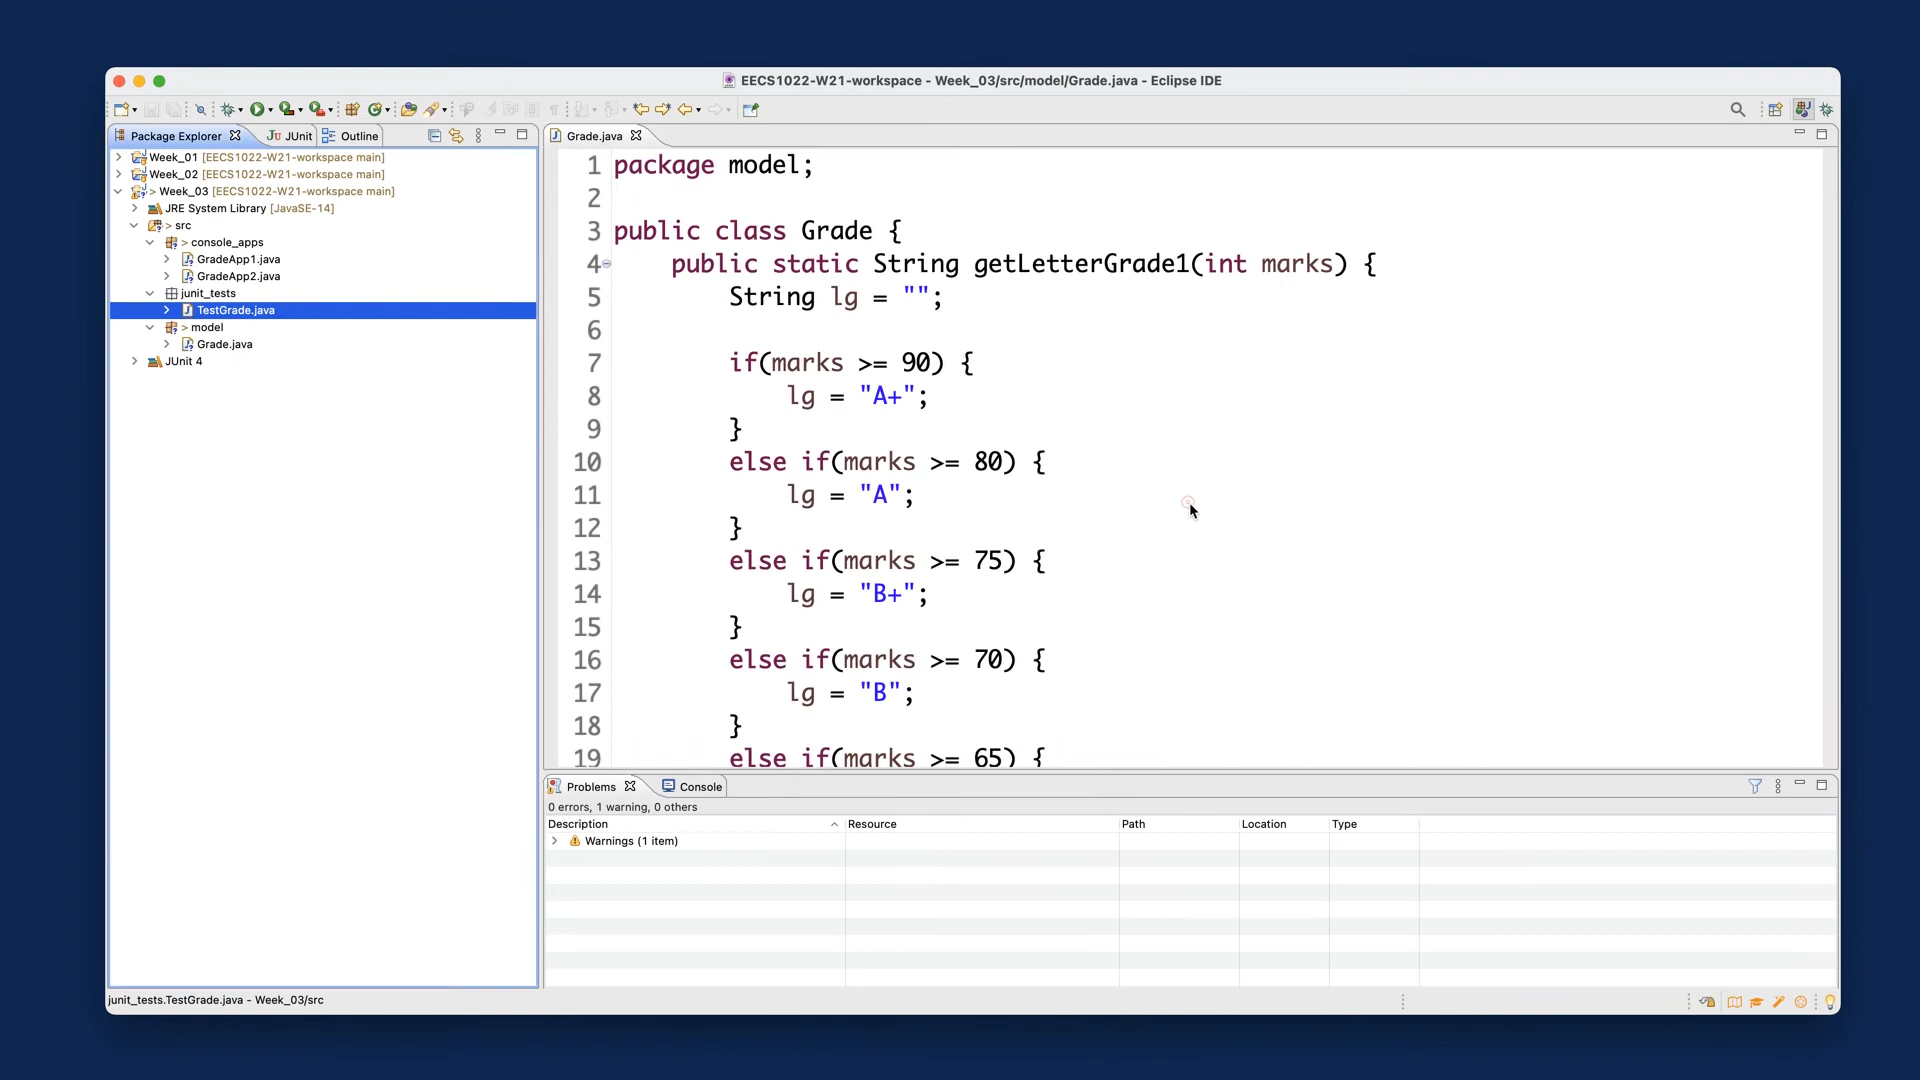 EECS1022-W21-workspace - Week_03/src/model/Grade.java - Eclipse IDE
Package Explorer
JUnit
Outline
Week_01 [EECS1022-W21-workspace main]
Week_02 [EECS1022-W21-workspace main]
> Week_03 [EECS1022-W21-workspace main]
JRE System Library [JavaSE-14]
> src
> console_apps
GradeApp1.java
GradeApp2.java
junit_tests
TestGrade.java
> model
Grade.java
JUnit 4
Grade.java
1 package model;
2
3 public class Grade {
4 public static String getLetterGrade1(int marks) {
5 String lg = "";
6
7 if(marks >= 90) {
8 lg = "A+";
9 }
10 else if(marks >= 80) {
11 lg = "A";
12 }
13 else if(marks >= 75) {
14 lg = "B+";
15 }
16 else if(marks >= 70) {
17 lg = "B";
18 }
19 else if(marks >= 65) {
Problems
Console
0 errors, 1 warning, 0 others
Description Resource Path Location Type
Warnings (1 item)
junit_tests.TestGrade.java - Week_03/src